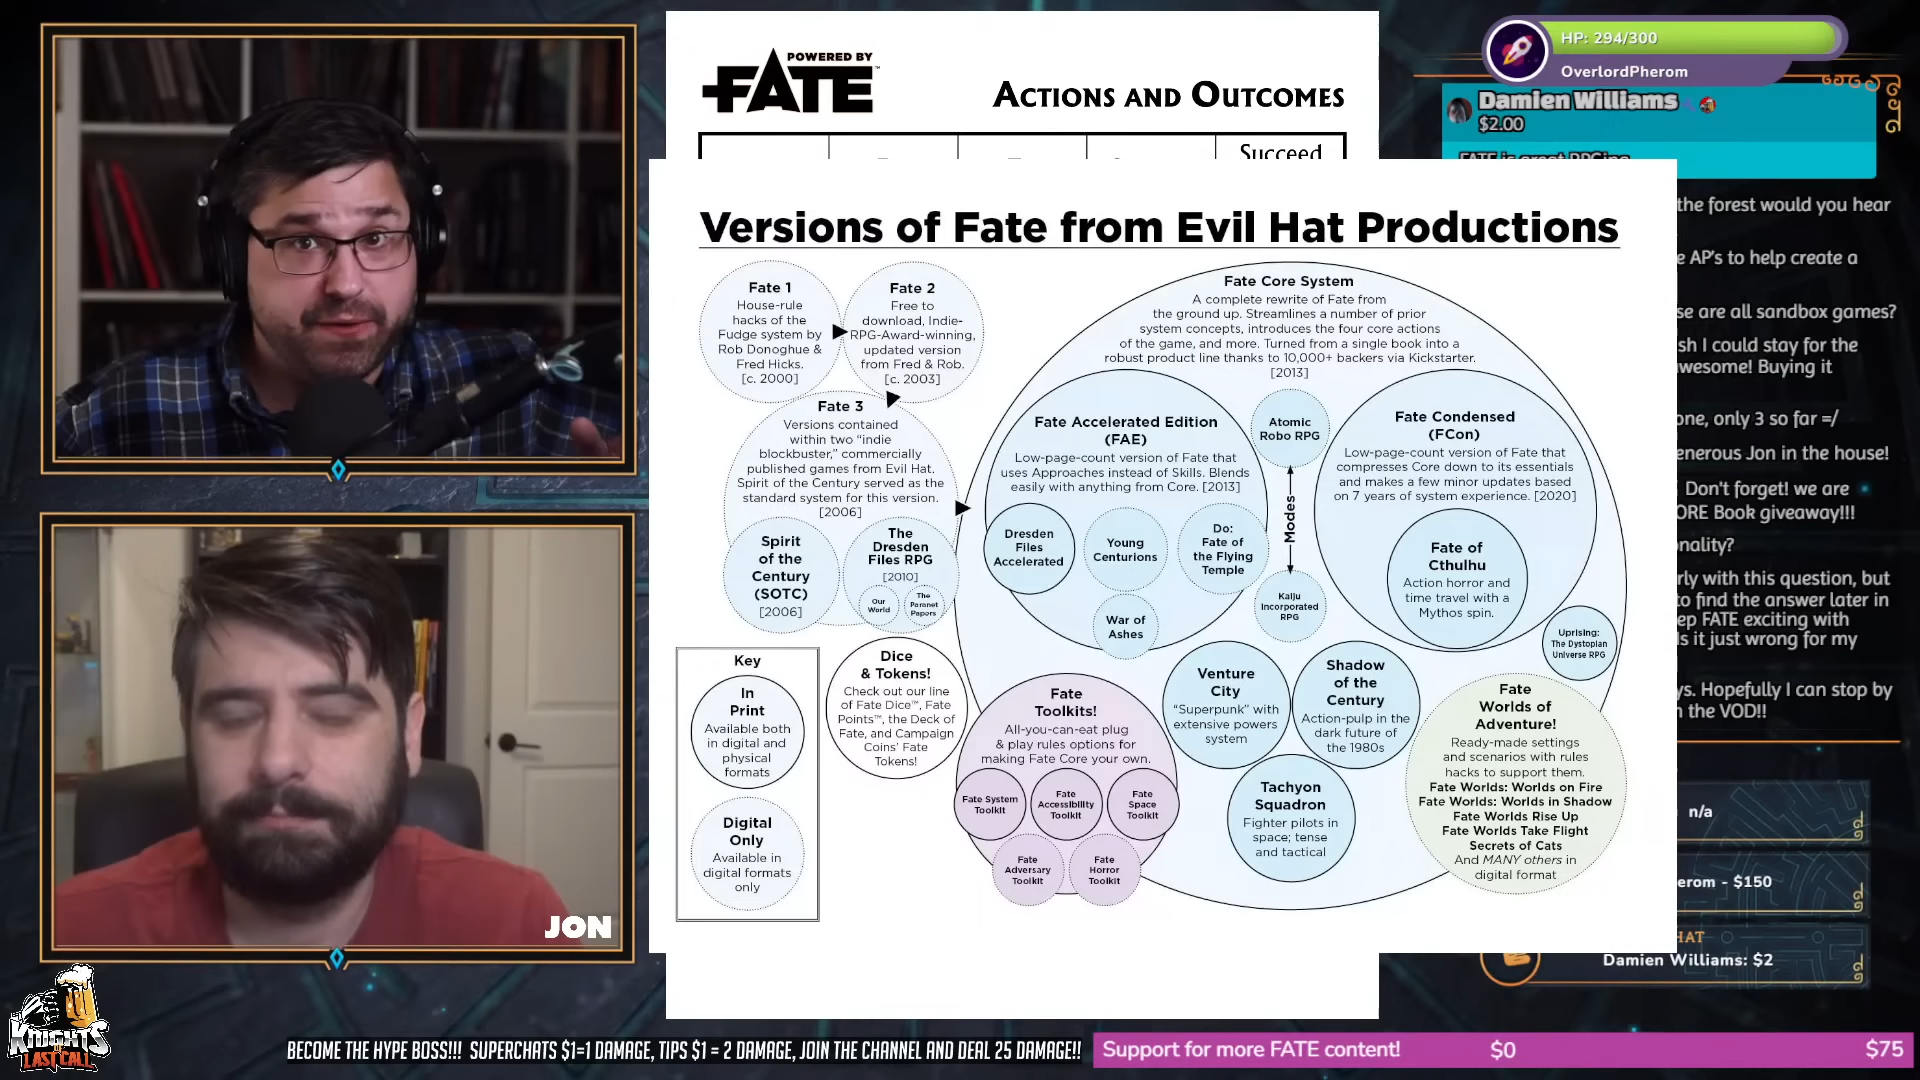 POWERED BY
FATE
ACTIONS AND OUTCOMES
Succeed
HP: 294/300
OverlordPherom
Damien Williams
$2.00
FATE is great RPGing
Versions of Fate from Evil Hat Productions
Fate 1
House-rule
hacks of the
Fudge system by
Rob Donoghue &
Fred Hicks.
[c. 2000]
Fate 2
Free to
download, Indie-
RPG-Award-winning,
updated version
from Fred & Rob.
[c. 2003]
Fate 3
Versions contained
within two “indie
blockbuster,” commercially
published games from Evil Hat.
Spirit of the Century served as the
standard system for this version.
[2006]
Spirit
of the
Century
(SOTC)
[2006]
The
Dresden
Files RPG
[2010]
Our
World
The
Paranet
Papers
Key
In
Print
Available both
in digital and
physical
formats
Digital
Only
Available in
digital formats
only
Dice
& Tokens!
Check out our line
of Fate Dice™, Fate
Points™, the Deck of
Fate, and Campaign
Coins’ Fate
Tokens!
Fate Core System
A complete rewrite of Fate from
the ground up. Streamlines a number of prior
system concepts, introduces the four core actions
of the game, and more. Turned from a single book into a
robust product line thanks to 10,000+ backers via Kickstarter.
[2013]
Fate Accelerated Edition
(FAE)
Low-page-count version of Fate that
uses Approaches instead of Skills. Blends
easily with anything from Core. [2013]
Dresden
Files
Accelerated
Young
Centurions
Do:
Fate of
the Flying
Temple
War of
Ashes
Atomic
Robo RPG
Modes
Kaiju
Incorporated
RPG
Fate Condensed
(FCon)
Low-page-count version of Fate that
compresses Core down to its essentials
and makes a few minor updates based
on 7 years of system experience. [2020]
Fate of
Cthulhu
Action horror and
time travel with a
Mythos spin.
Uprising:
The Dystopian
Universe RPG
Fate
Toolkits!
All-you-can-eat plug
& play rules options for
making Fate Core your own.
Fate System
Toolkit
Fate
Accessibility
Toolkit
Fate
Space
Toolkit
Fate
Adversary
Toolkit
Fate
Horror
Toolkit
Venture
City
“Superpunk” with
extensive powers
system
Shadow
of the
Century
Action-pulp in the
dark future of
the 1980s
Tachyon
Squadron
Fighter pilots in
space; tense
and tactical
Fate
Worlds of
Adventure!
Ready-made settings
and scenarios with rules
hacks to support them.
Fate Worlds: Worlds on Fire
Fate Worlds: Worlds in Shadow
Fate Worlds Rise Up
Fate Worlds Take Flight
Secrets of Cats
And MANY others in
digital format
the forest would you hear
AP's to help create a
se are all sandbox games?
sh I could stay for the
wesome! Buying it
one, only 3 so far =/
enerous Jon in the house!
Don't forget! we are
ORE Book giveaway!!!
nality?
rly with this question, but
to find the answer later in
ep FATE exciting with
Is it just wrong for my
ys. Hopefully I can stop by
the VOD!!
n/a
erom - $150
HAT
Damien Williams: $2
JON
KNIGHTS
OF
LAST CALL
BECOME THE HYPE BOSS!!! SUPERCHATS $1=1 DAMAGE, TIPS $1 = 2 DAMAGE, JOIN THE CHANNEL AND DEAL 25 DAMAGE!!
Support for more FATE content! $0 $75